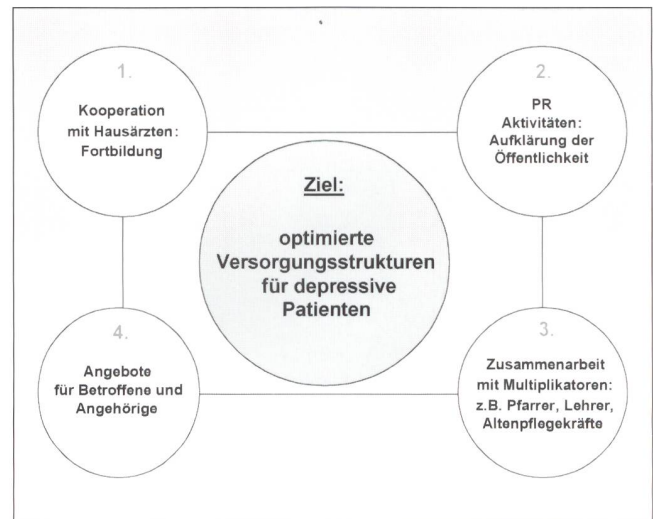 1.
Kooperation
mit Hausärzten:
Fortbildung
2.
PR
Aktivitäten:
Aufklärung der
Öffentlichkeit
Ziel:
optimierte
Versorgungsstrukturen
für depressive
Patienten
3.
Zusammenarbeit
mit Multiplikatoren:
z.B. Pfarrer, Lehrer,
Altenpflegekräfte
4.
Angebote
für Betroffene und
Angehörige